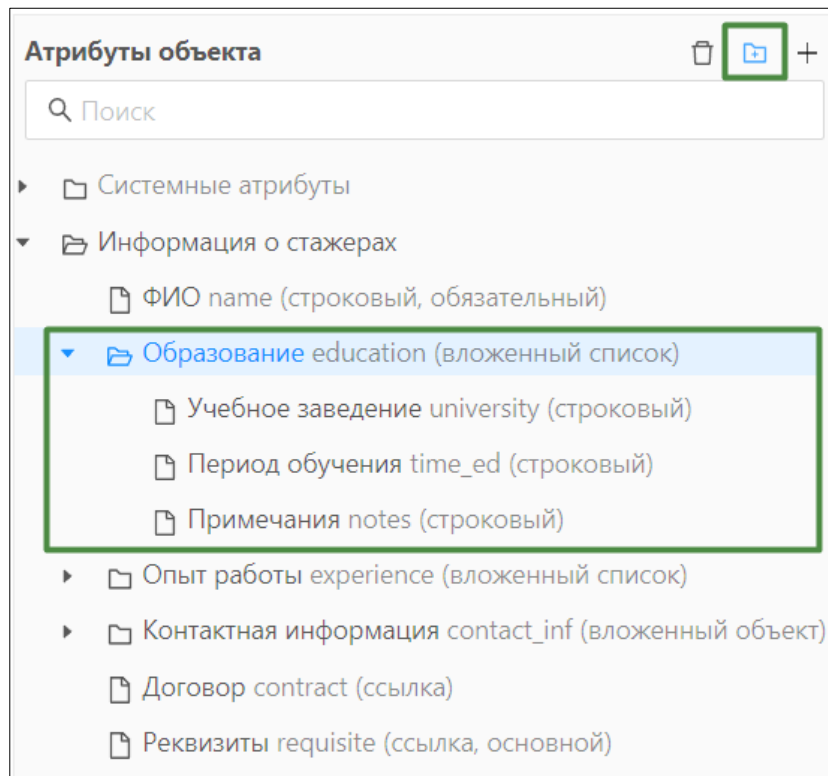 Атрибуты объекта
Поиск
Системные атрибуты
Информация о стажерах
ФИО name (строковый, обязательный)
Образование education (вложенный список)
Учебное заведение university (строковый)
Период обучения time_ed (строковый)
Примечания notes (строковый)
Опыт работы experience (вложенный список)
Контактная информация contact_inf (вложенный объект)
Договор contract (ссылка)
Реквизиты requisite (ссылка, основной)